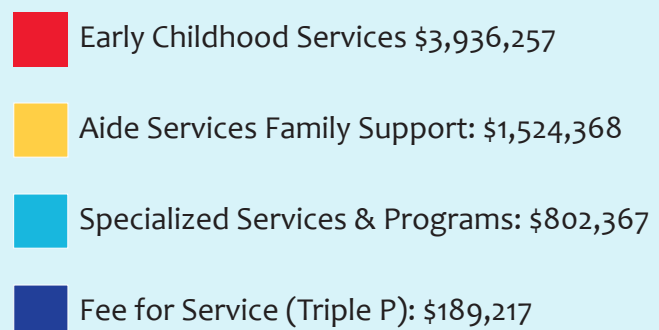 Early Childhood Services $3,936,257
Aide Services Family Support: $1,524,368
Specialized Services & Programs: $802,367
Fee for Service (Triple P): $189,217